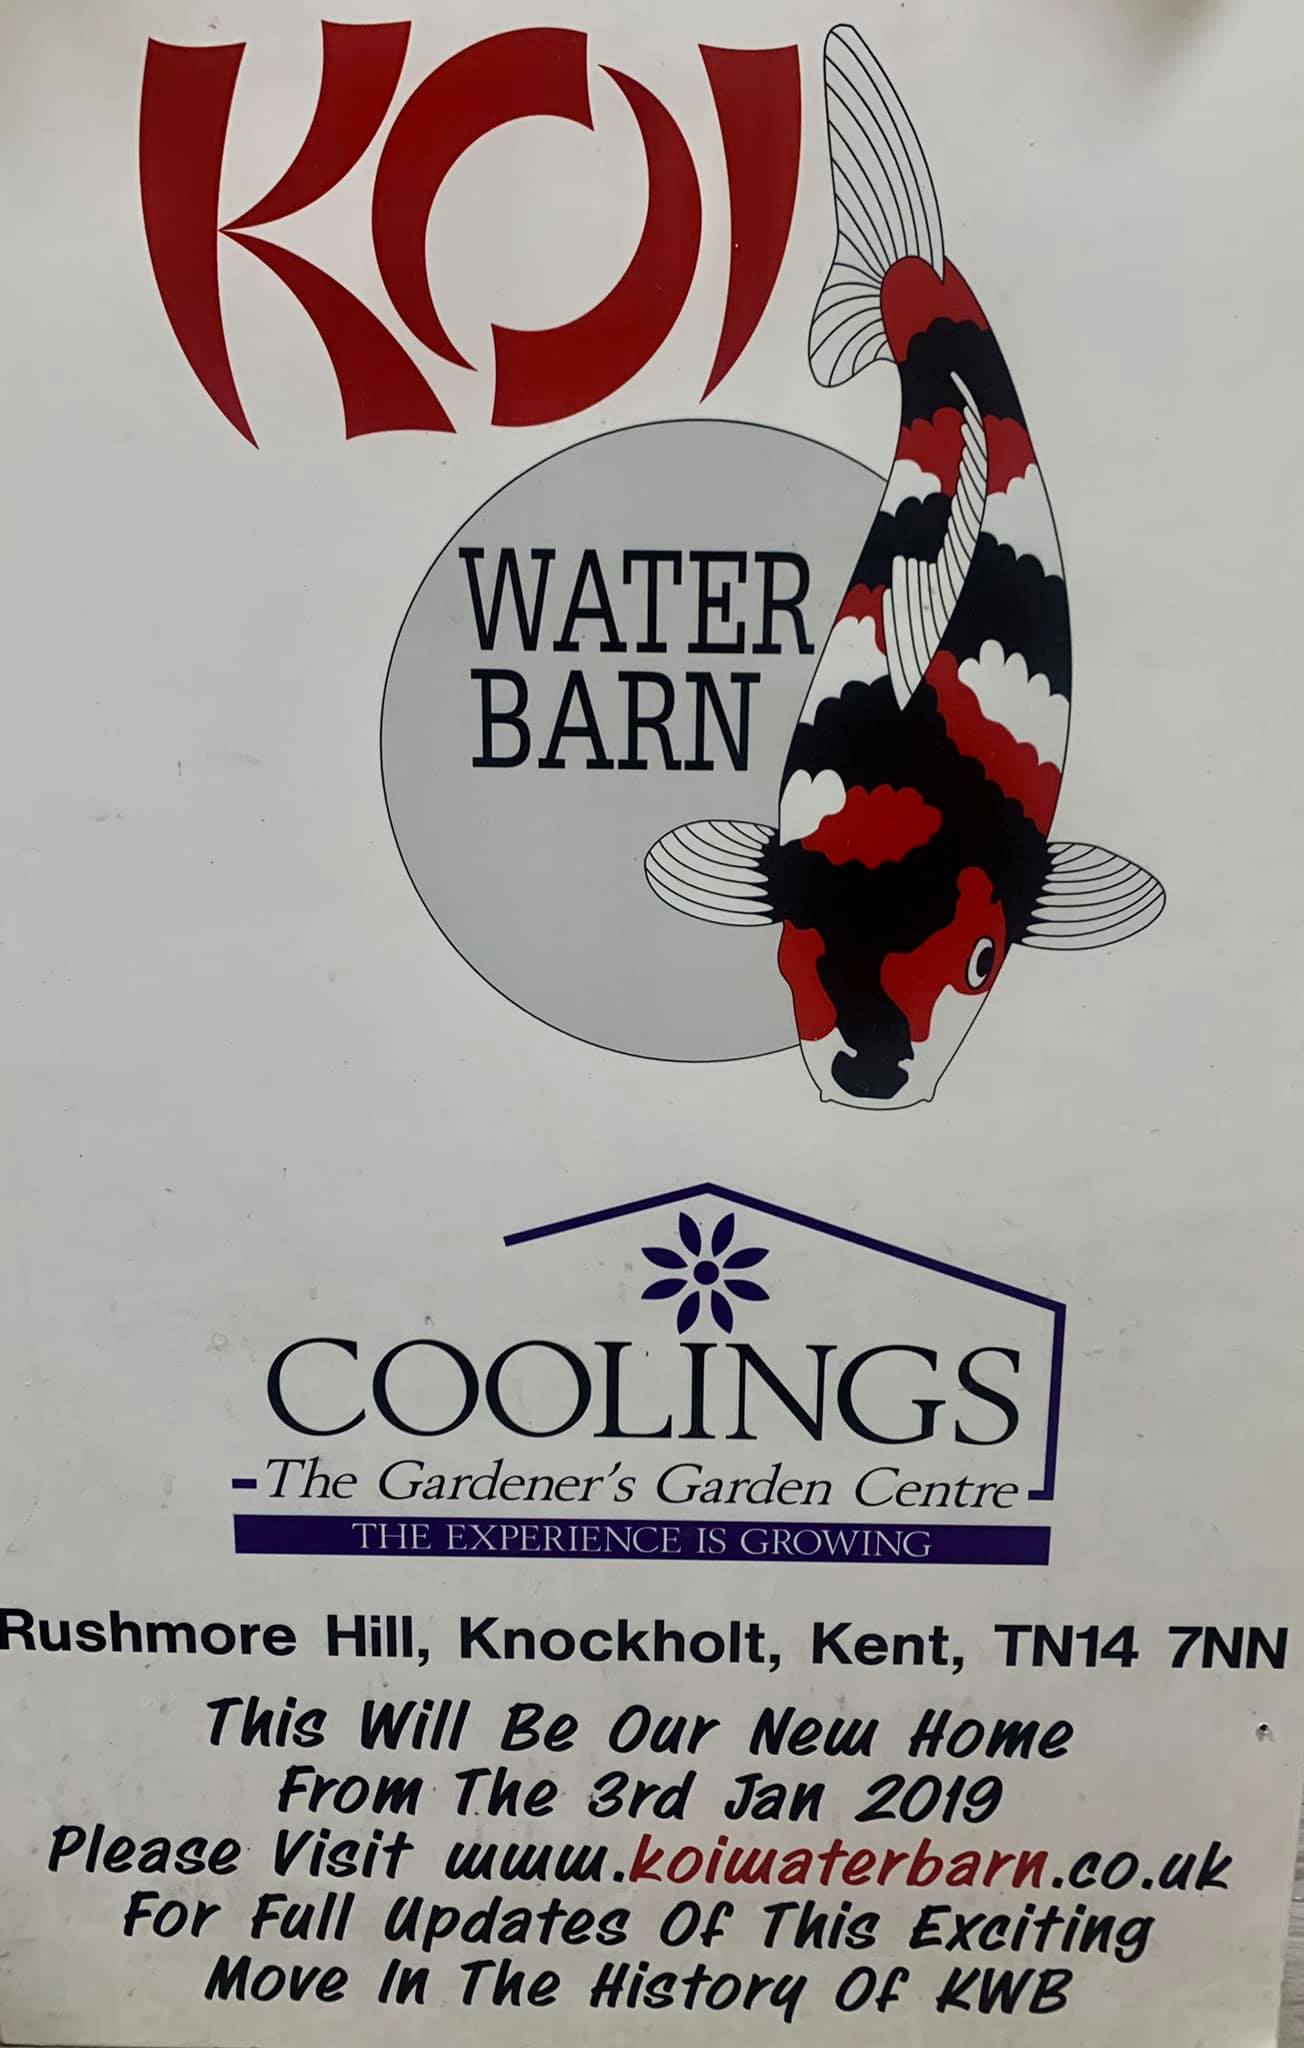 KOI
WATER
BARN
COOLINGS
The Gardener's Garden Centre
THE EXPERIENCE IS GROWING
Rushmore Hill, Knockholt, Kent, TN14 7NN
This Will Be Our New Home
From The 3rd Jan 2019
Please Visit www.koiwaterbarn.co.uk
For Full Updates Of This Exciting
Move In The History Of KWB